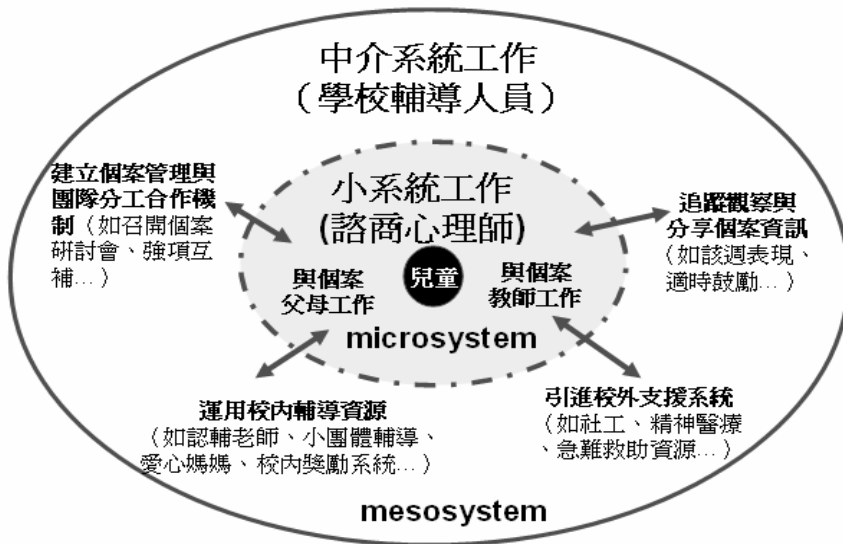 中介系統工作
（學校輔導人員）
建立個案管理與
團隊分工合作機
制（如召開個案
研討會、強項互
補…）
小系統工作
(諮商心理師)
追蹤觀察與
分享個案資訊
（如該週表現、
適時鼓勵…）
與個案
父母工作
兒童
與個案
教師工作
microsystem
運用校內輔導資源
（如認輔老師、小團體輔導、
愛心媽媽、校內獎勵系統…）
引進校外支援系統
（如社工、精神醫療
、急難救助資源…）
mesosystem